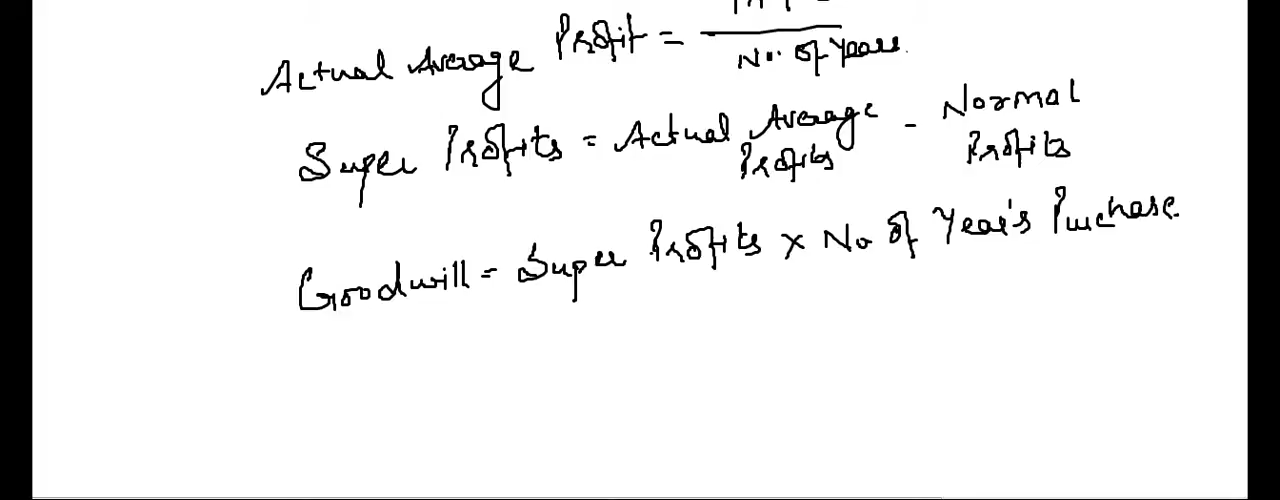 Actual Average Profit =
No. of Years
Super Profits = Actual Average Profits - Normal Profits
Goodwill = Super Profits × No of Year's Purchase